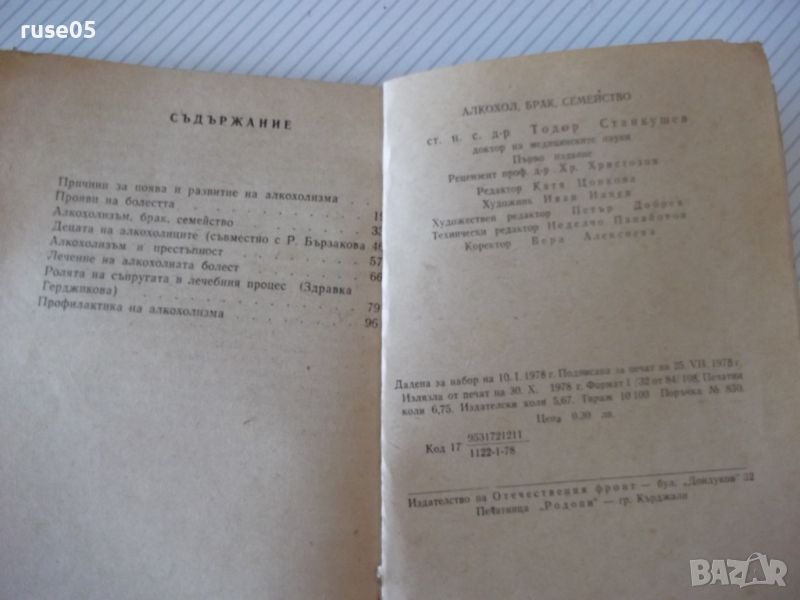 ruse05
СЪДЪРЖАНИЕ
Причини за поява и развитие на алкохолизма
Прояви на болестта . . . 19
Алкохолизъм, брак, семейство . . . 33
Децата на алкохолиците (съвместно с Р. Бързакова 46
Алкохолизъм и престъпност . . . 57
Лечение на алкохолната болест . . . 66
Ролята на съпругата в лечебния процес (Здравка
Герджикова) . . . 79
Профилактика на алкохолизма . . . 96
АЛКОХОЛ, БРАК, СЕМЕЙСТВО
ст. н. с. д-р Тодор Станкушев
доктор на медицинските науки
Първо издание
Рецензент проф. д-р Хр. Христозов
Редактор Катя Цонкова
Художник Иван
Художествен редактор Петър Добрев
Технически редактор Неделчо Панайотов
Коректор Вера Алексиева
Дадена за набор на 10. I. 1978 г. Подписана за печат на 25. VII. 1978 г.
Излязла от печат на 30. X. 1978 г. Формат 1/32 от 84/108. Печатни
коли 6,75. Издателски коли 5,67. Тираж 10 100 Поръчка № 830.
Цена 0.30 лв.
Код 17 9531721211
1122-1-78
Издателство на Отечествения фронт — бул. „Дондуков“ 32
Печатница „Родопи“ — гр. Кърджали
BAZAR